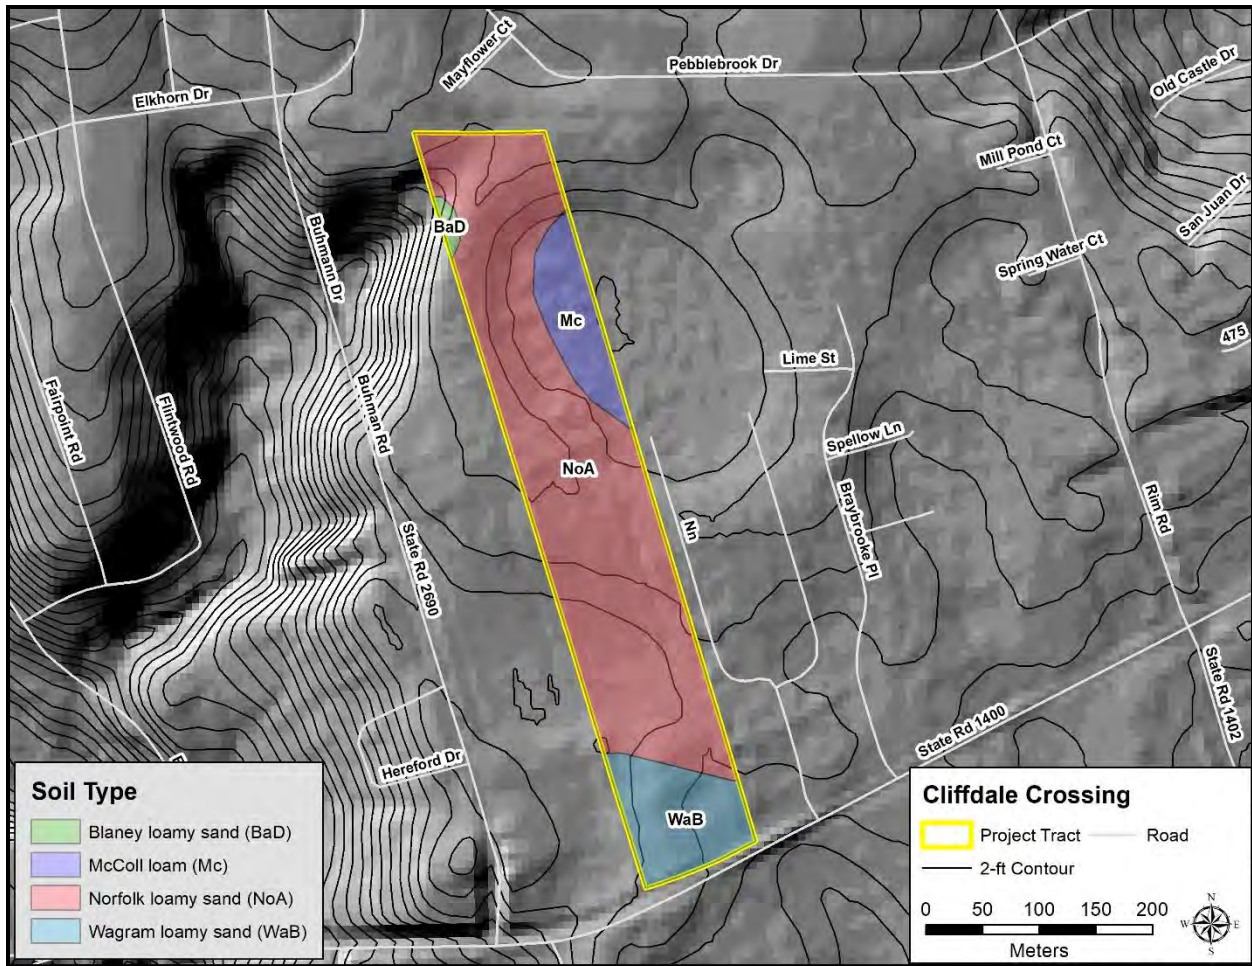 Mayflower Ct
Pebblebrook Dr
Old Castle Dr
Elkhorn Dr
Mill Pond Ct
San Juan Dr
BaD
Buhmann Dr
Spring Water Ct
Mc
475
Lime St
Fairpoint Rd
Flintwood Rd
Buhman Rd
Spellow Ln
NoA
Braybrooke Pl
Rim Rd
Nn
State Rd 2690
State Rd 1402
State Rd 1400
Hereford Dr
WaB
Soil Type
Blaney loamy sand (BaD)
McColl loam (Mc)
Norfolk loamy sand (NoA)
Wagram loamy sand (WaB)
Cliffdale Crossing
Project Tract
Road
2-ft Contour
0 50 100 150 200
Meters
N
W E
S